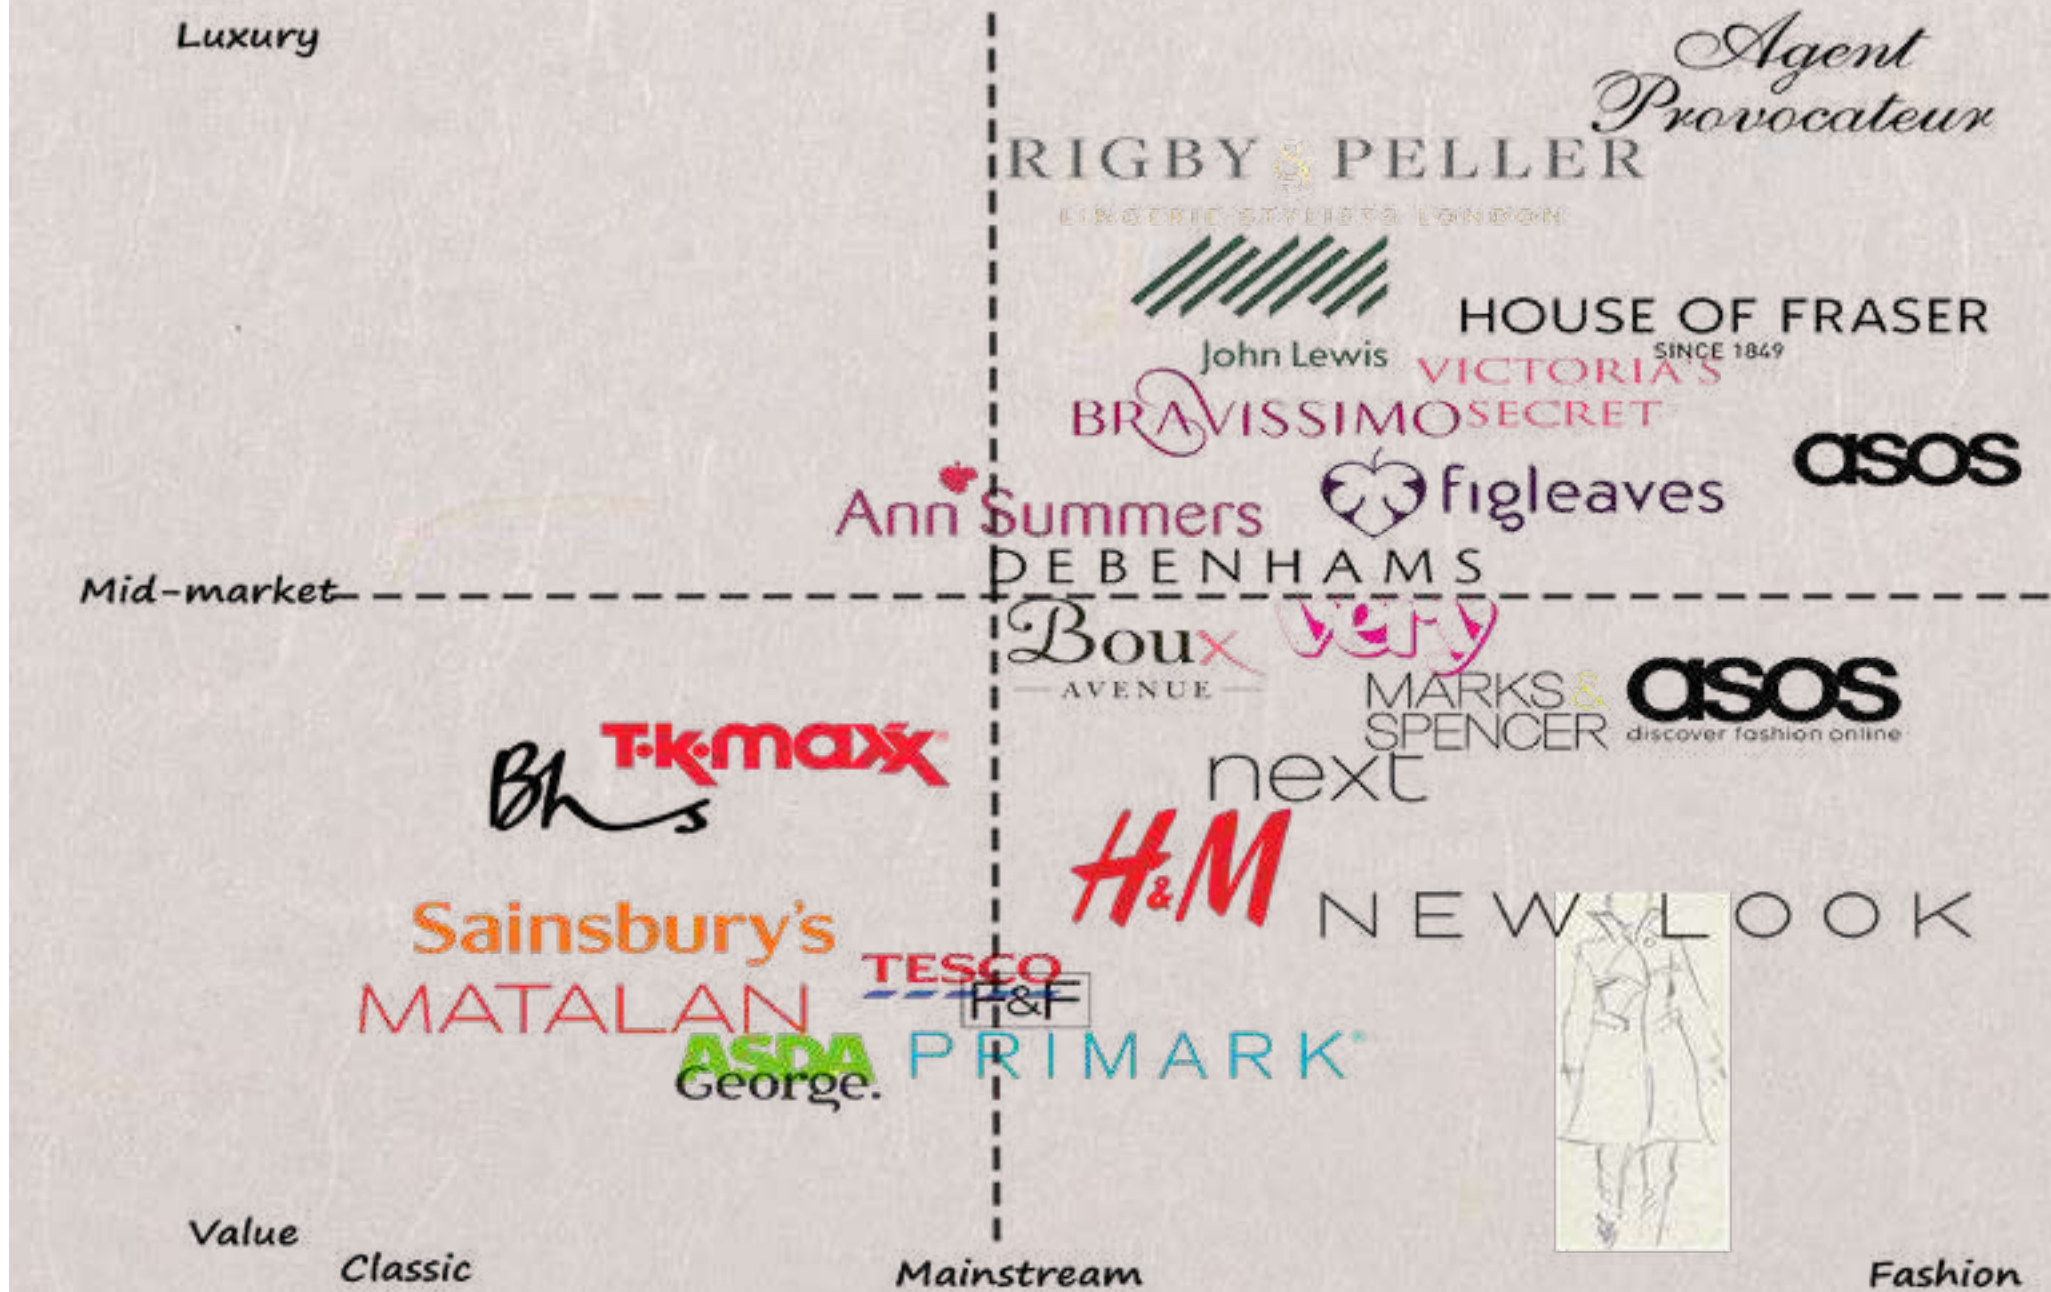 Luxury
Agent
Provocateur
RIGBY & PELLER
LINGERIE STYLISTS LONDON
John Lewis
HOUSE OF FRASER
SINCE 1849
VICTORIA'S
SECRET
BRAVISSIMO
asos
Ann Summers
figleaves
DEBENHAMS
Mid-market
Boux
AVENUE
very
MARKS &
SPENCER
asos
discover fashion online
T·K·maxx
Bhs
next
H&M
NEW LOOK
Sainsbury's
TESCO
F&F
MATALAN
ASDA
George.
PRIMARK®
Value
Classic
Mainstream
Fashion